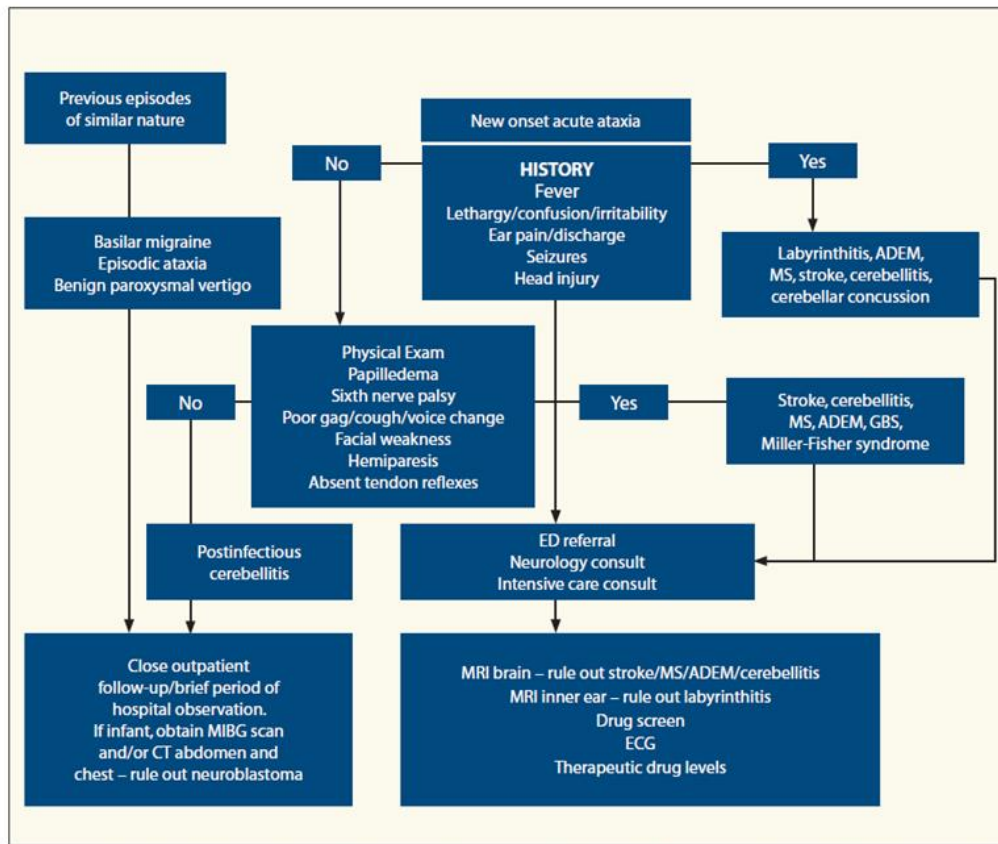 Previous episodes
of similar nature
New onset acute ataxia
No
HISTORY
Fever
Lethargy/confusion/irritability
Ear pain/discharge
Seizures
Head injury
Yes
Basilar migraine
Episodic ataxia
Benign paroxysmal vertigo
Labyrinthitis, ADEM,
MS, stroke, cerebellitis,
cerebellar concussion
Physical Exam
Papilledema
Sixth nerve palsy
Poor gag/cough/voice change
Facial weakness
Hemiparesis
Absent tendon reflexes
No
Yes
Stroke, cerebellitis,
MS, ADEM, GBS,
Miller-Fisher syndrome
Postinfectious
cerebellitis
ED referral
Neurology consult
Intensive care consult
Close outpatient
follow-up/brief period of
hospital observation.
If infant, obtain MIBG scan
and/or CT abdomen and
chest – rule out neuroblastoma
MRI brain – rule out stroke/MS/ADEM/cerebellitis
MRI inner ear – rule out labyrinthitis
Drug screen
ECG
Therapeutic drug levels